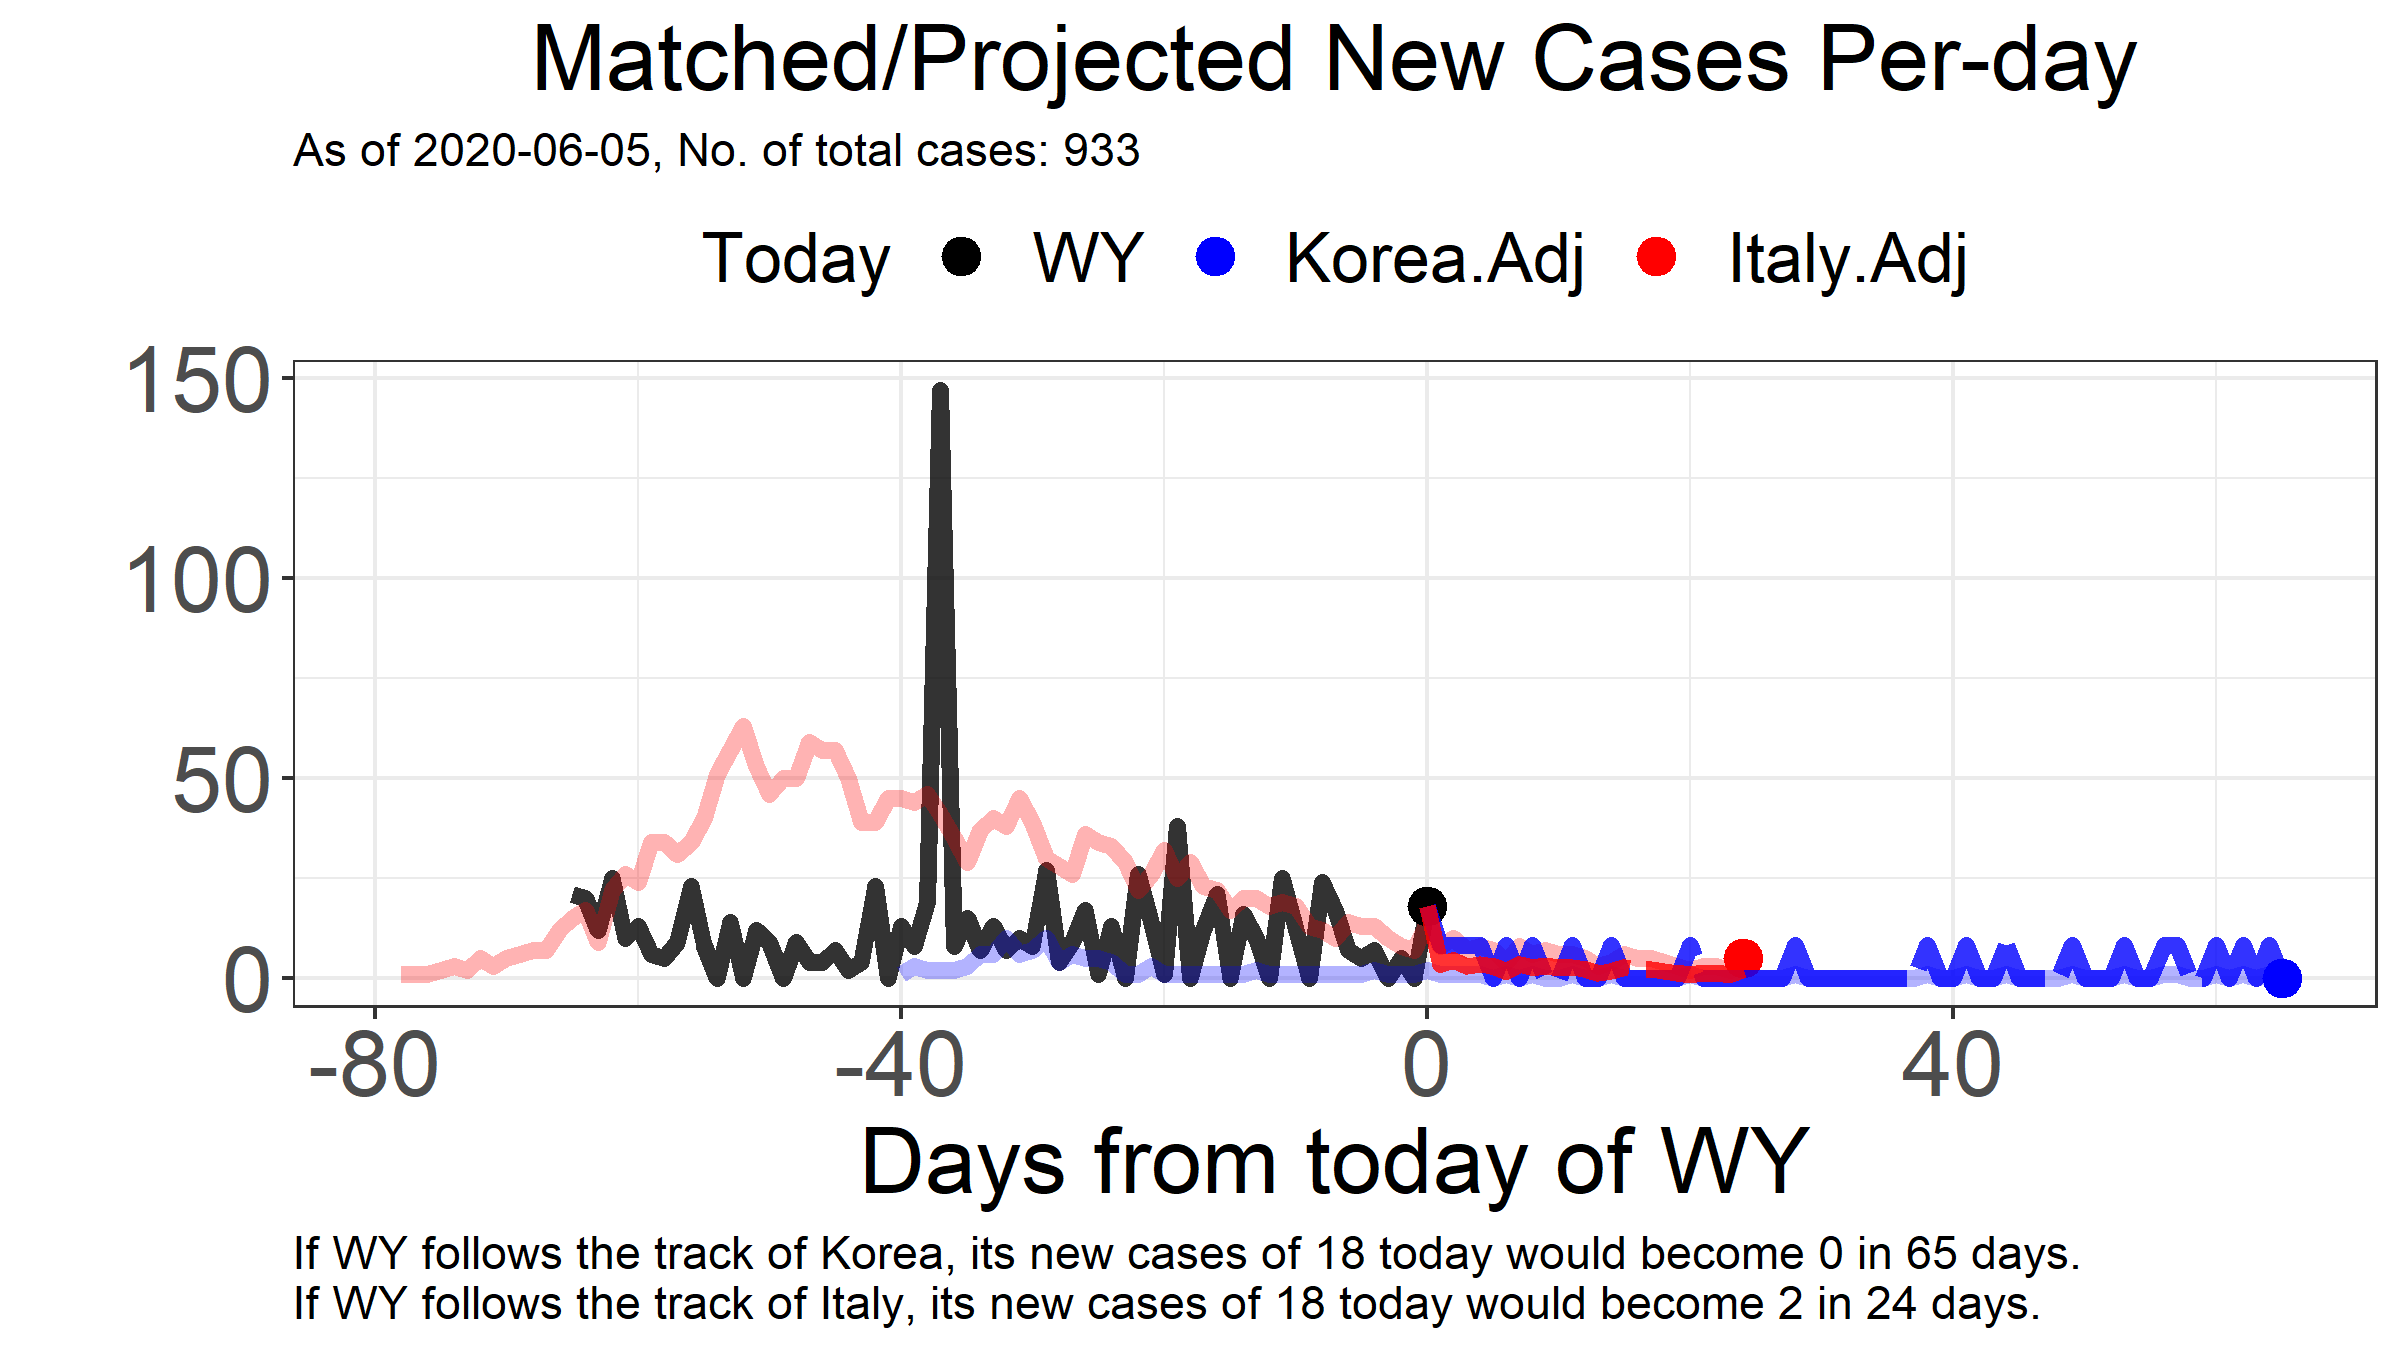 Matched/Projected New Cases Per-day
As of 2020-06-05, No. of total cases: 933
Today WY Korea.Adj Italy.Adj
150
100
50
0
-80 -40 0 40
Days from today of WY
If WY follows the track of Korea, its new cases of 18 today would become 0 in 65 days.
If WY follows the track of Italy, its new cases of 18 today would become 2 in 24 days.